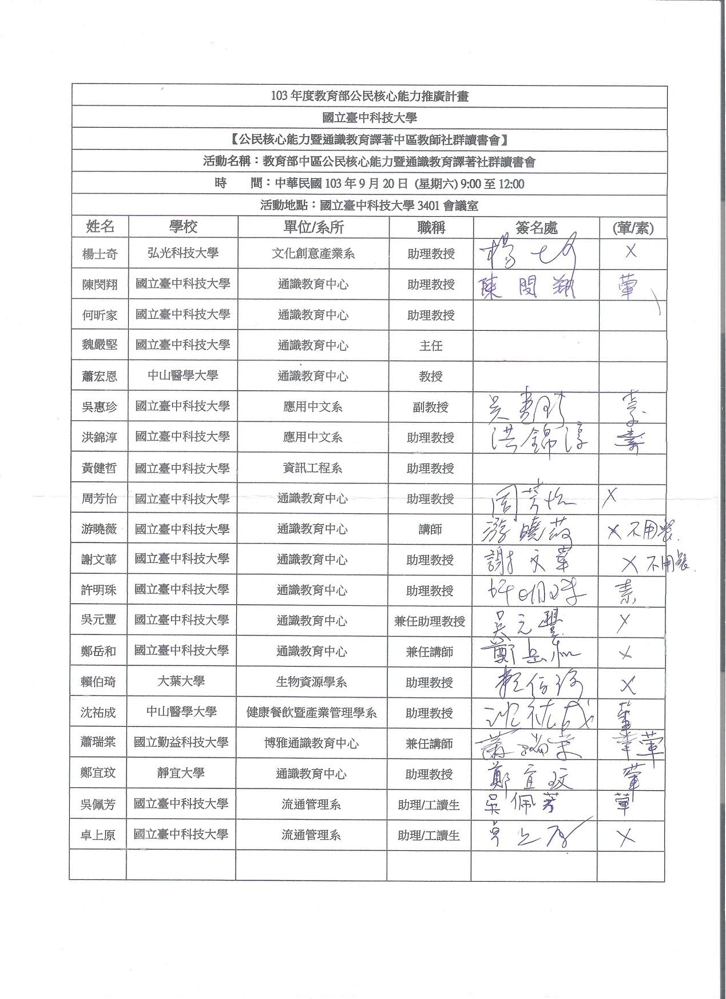 103 年度教育部公民核心能力推廣計畫
國立臺中科技大學
【公民核心能力暨通識教育譯著中區教師社群讀書會】
活動名稱：教育部中區公民核心能力暨通識教育譯著社群讀書會
時　　間：中華民國 103 年 9 月 20 日 (星期六) 9:00 至 12:00
活動地點：國立臺中科技大學 3401 會議室
姓名 學校 單位/系所 職稱 簽名處 (葷/素)
楊士奇 弘光科技大學 文化創意產業系 助理教授 楊士奇 X
陳閔翔 國立臺中科技大學 通識教育中心 助理教授 陳閔翔 葷
何昕家 國立臺中科技大學 通識教育中心 助理教授
魏嚴堅 國立臺中科技大學 通識教育中心 主任
蕭宏恩 中山醫學大學 通識教育中心 教授
吳惠珍 國立臺中科技大學 應用中文系 副教授 吳惠珍 素
洪錦淳 國立臺中科技大學 應用中文系 助理教授 洪錦淳 素
黃健哲 國立臺中科技大學 資訊工程系 助理教授
周芳怡 國立臺中科技大學 通識教育中心 助理教授 周芳怡 X
游曉薇 國立臺中科技大學 通識教育中心 講師 游曉薇 X 不用餐
謝文華 國立臺中科技大學 通識教育中心 助理教授 謝文華 X 不用餐
許明珠 國立臺中科技大學 通識教育中心 助理教授 許明珠 素
吳元豐 國立臺中科技大學 通識教育中心 兼任助理教授 吳元豐 X
鄭岳和 國立臺中科技大學 通識教育中心 兼任講師 鄭岳和 X
賴伯琦 大葉大學 生物資源學系 助理教授 賴伯琦 X
沈祐成 中山醫學大學 健康餐飲暨產業管理學系 助理教授 沈祐成 葷
蕭瑞棠 國立勤益科技大學 博雅通識教育中心 兼任講師 蕭瑞棠 葷
鄭宜玟 靜宜大學 通識教育中心 助理教授 鄭宜玟 葷
吳佩芳 國立臺中科技大學 流通管理系 助理/工讀生 吳佩芳 葷
卓上原 國立臺中科技大學 流通管理系 助理/工讀生 卓上原 X